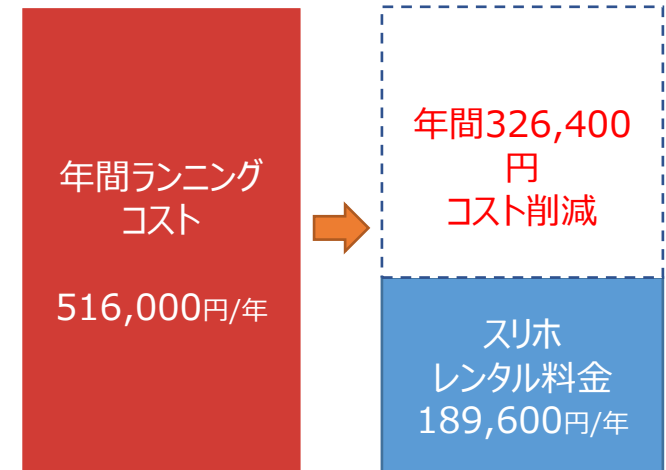 年間ランニング
コスト
516,000円/年
年間326,400
円
コスト削減
スリホ
レンタル料金
189,600円/年